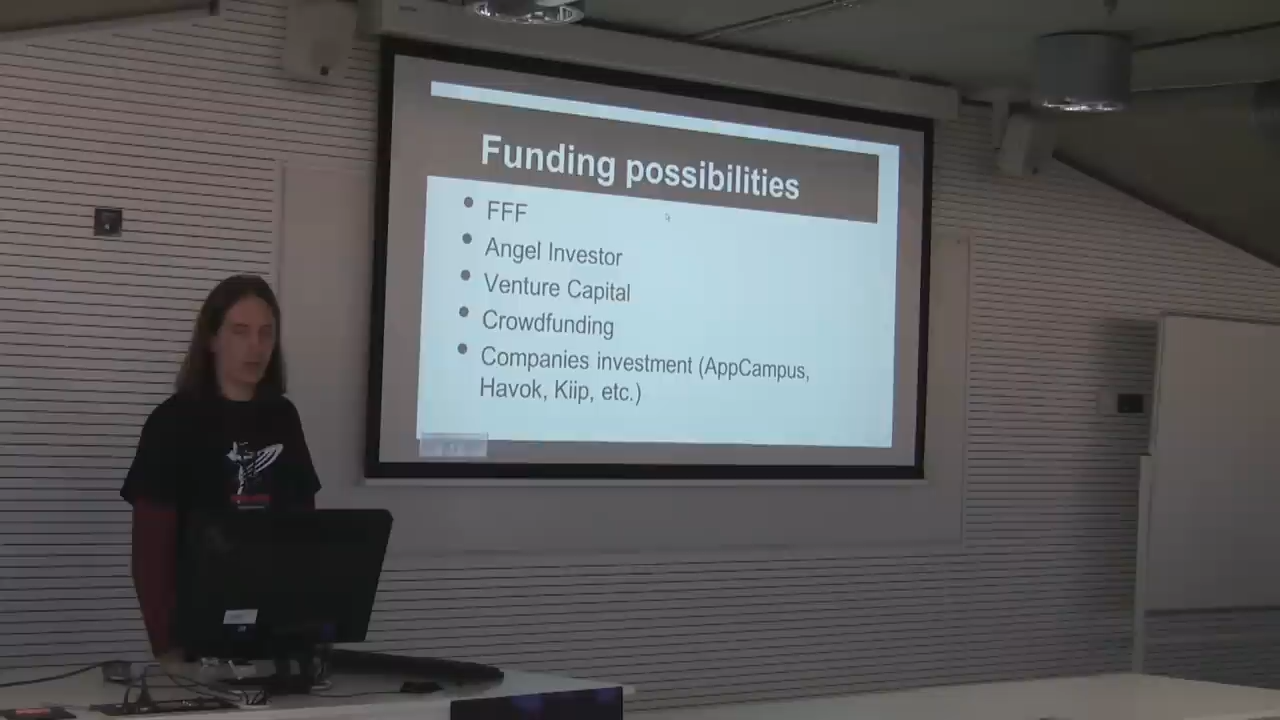 Funding possibilities
• FFF
• Angel Investor
• Venture Capital
• Crowdfunding
• Companies investment (AppCampus,
Havok, Kiip, etc.)